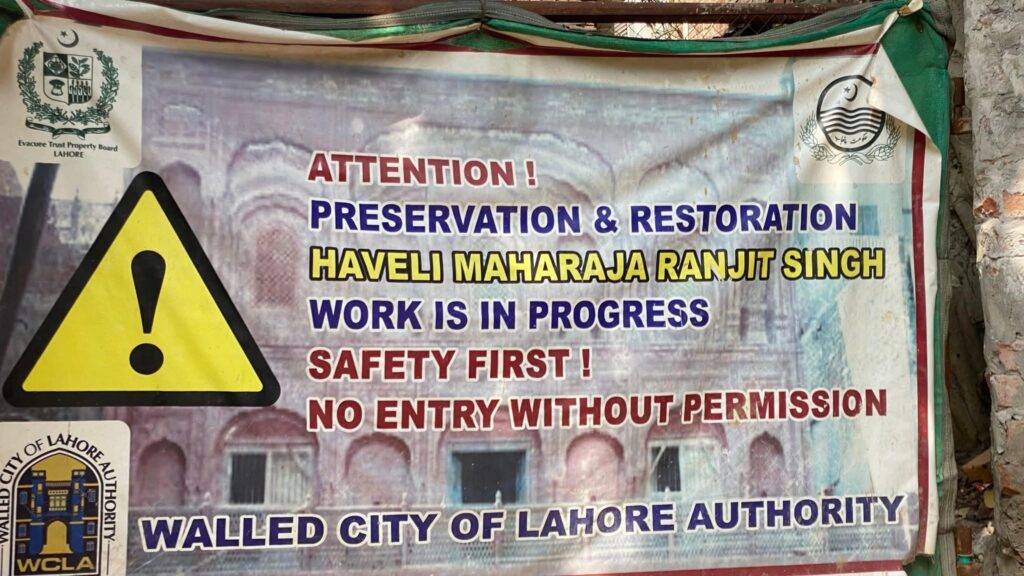 Evacuee Trust Property Board
LAHORE
ATTENTION !
PRESERVATION & RESTORATION
HAVELI MAHARAJA RANJIT SINGH
WORK IS IN PROGRESS
SAFETY FIRST !
NO ENTRY WITHOUT PERMISSION
WALLED CITY OF LAHORE AUTHORITY
WCLA
WALLED CITY OF LAHORE AUTHORITY